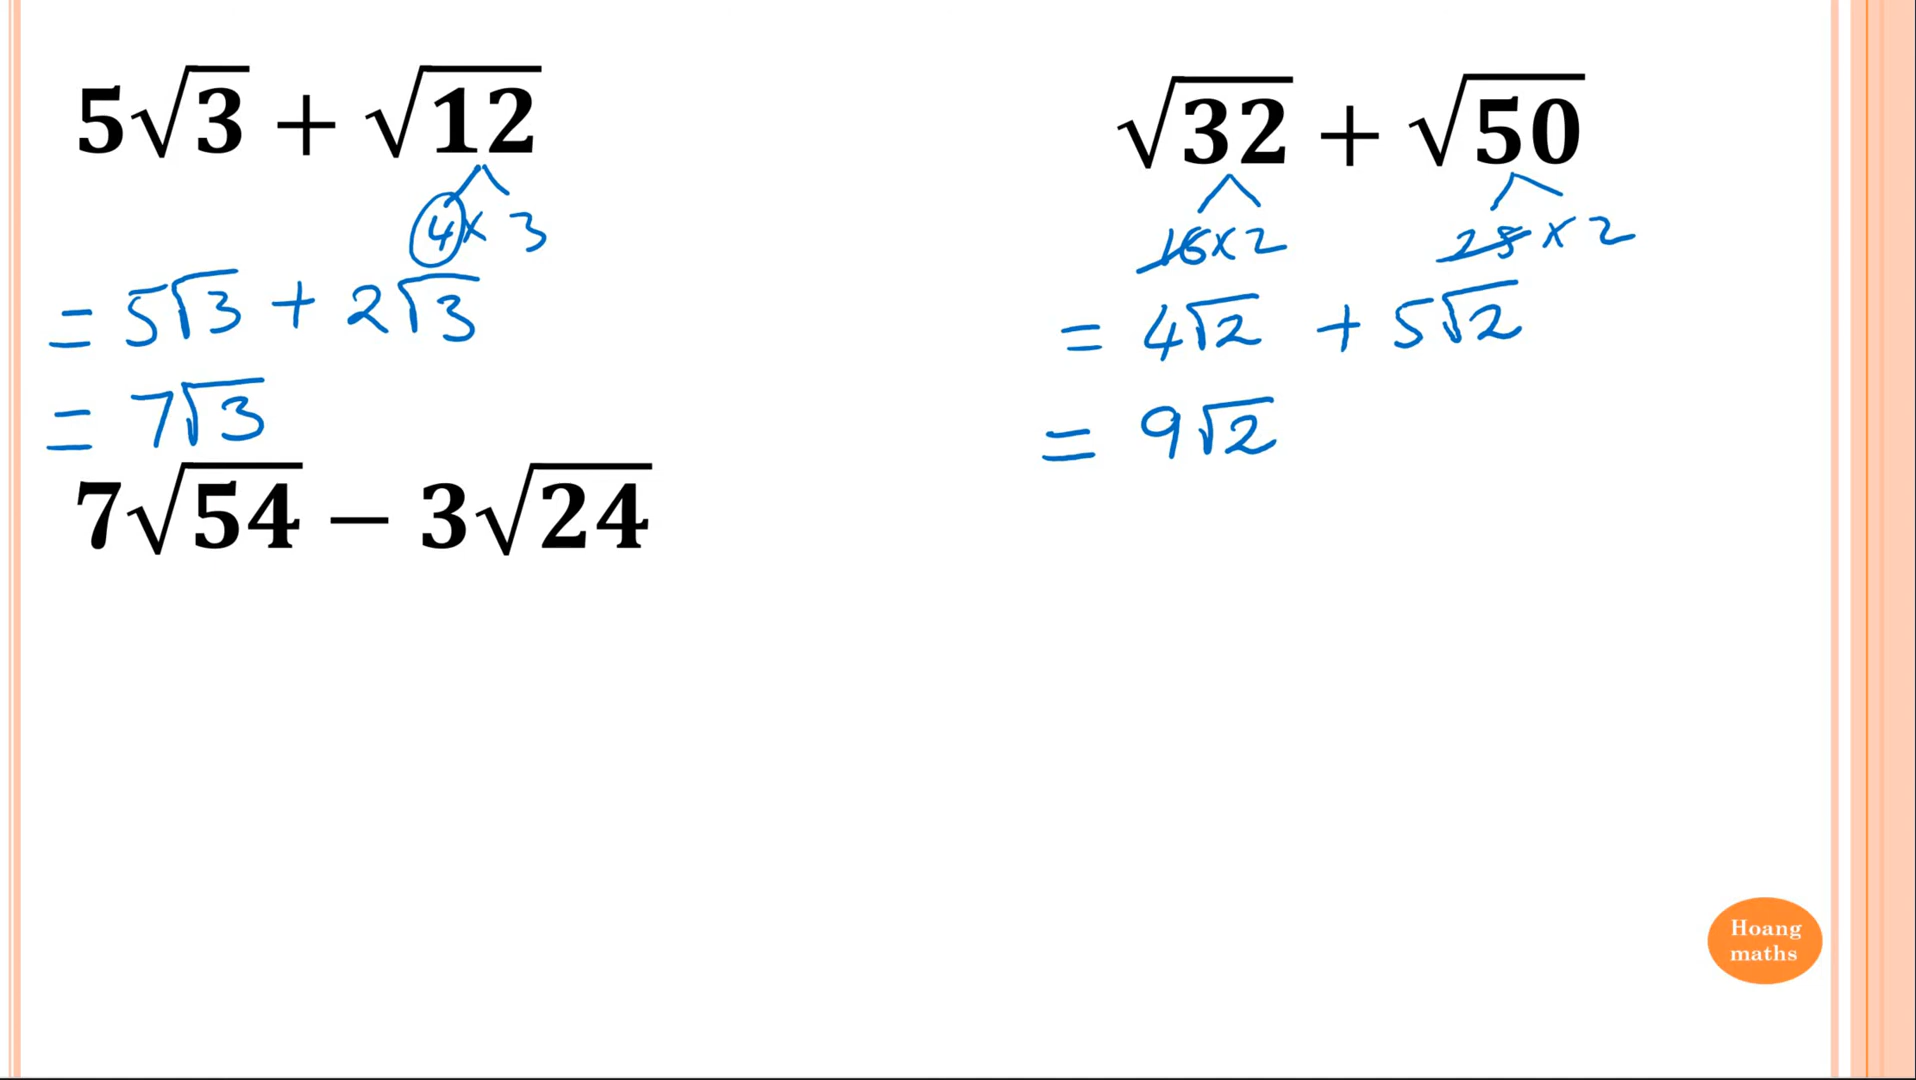 5√3 + √12
4 × 3
= 5√3 + 2√3
= 7√3
7√54 − 3√24
√32 + √50
16 × 2 25 × 2
= 4√2 + 5√2
= 9√2
Hoang
maths